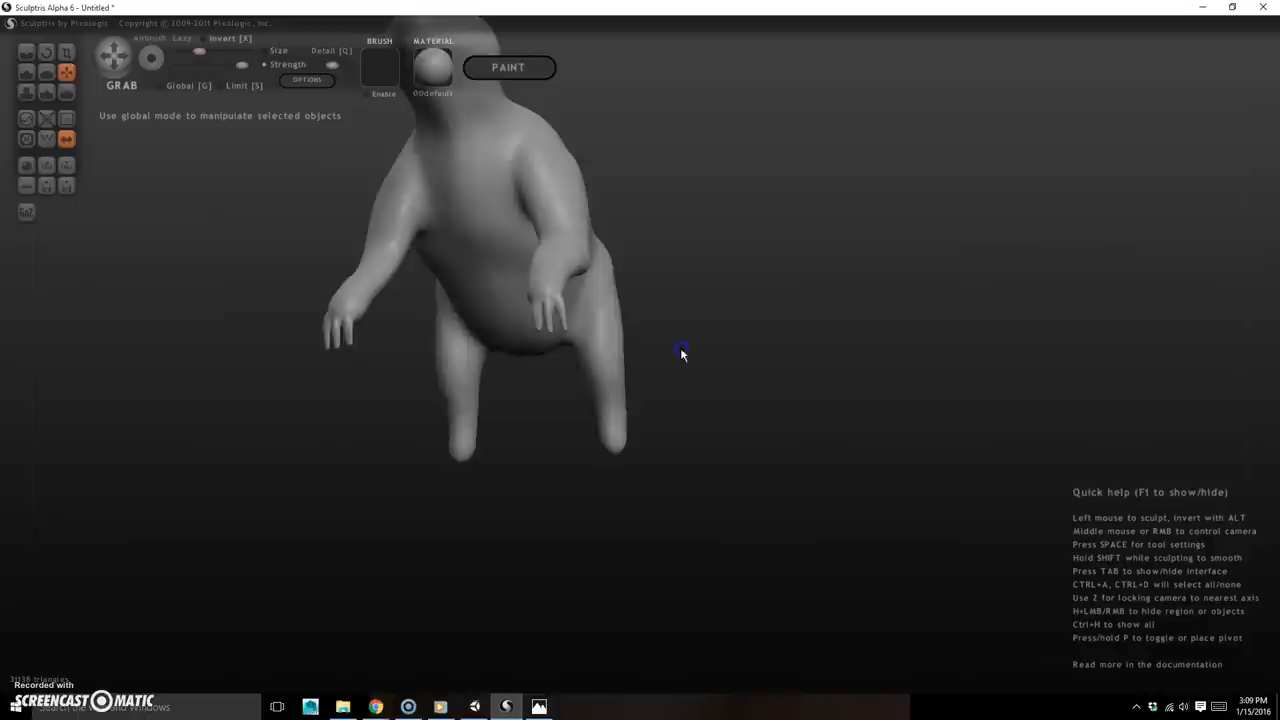 Sculptris Alpha 6 - Untitled *
Sculptris by Pixologic Copyright © 2009-2011 Pixologic, Inc.
Airbrush Lazy Invert [X]
BRUSH MATERIAL
Size Detail [Q]
Strength
PAINT
GRAB Global [G] Limit [S] OPTIONS
Enable 00default
Use global mode to manipulate selected objects
GoZ
Quick help (F1 to show/hide)
Left mouse to sculpt, invert with ALT
Middle mouse or RMB to control camera
Press SPACE for tool settings
Hold SHIFT while sculpting to smooth
Press TAB to show/hide interface
CTRL+A, CTRL+D will select all/none
Use Z for locking camera to nearest axis
H+LMB/RMB to hide region or objects
Ctrl+H to show all
Press/hold P to toggle or place pivot
Read more in the documentation
triangles
Recorded with
SCREENCAST MATIC
Windows
3:09 PM
1/15/2016